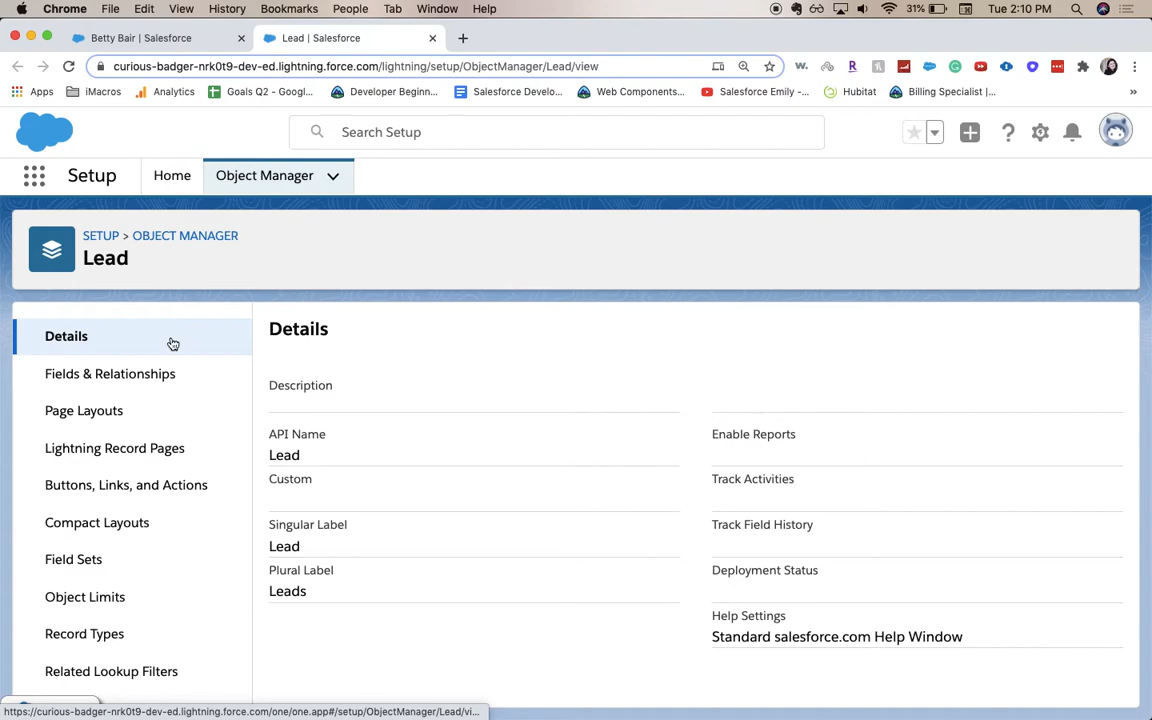 Chrome File Edit View History Bookmarks People Tab Window Help 31% Tue 2:10 PM
Betty Bair | Salesforce Lead | Salesforce
curious-badger-nrk0t9-dev-ed.lightning.force.com/lightning/setup/ObjectManager/Lead/view
Apps iMacros Analytics Goals Q2 - Googl... Developer Beginn... Salesforce Develo... Web Components... Salesforce Emily -... Hubitat Billing Specialist |... »
Search Setup
Setup Home Object Manager
SETUP > OBJECT MANAGER
Lead
Details
Fields & Relationships
Page Layouts
Lightning Record Pages
Buttons, Links, and Actions
Compact Layouts
Field Sets
Object Limits
Record Types
Related Lookup Filters
Details
Description
API Name
Lead
Custom
Singular Label
Lead
Plural Label
Leads
Enable Reports
Track Activities
Track Field History
Deployment Status
Help Settings
Standard salesforce.com Help Window
https://curious-badger-nrk0t9-dev-ed.lightning.force.com/one/one.app#/setup/ObjectManager/Lead/vi...